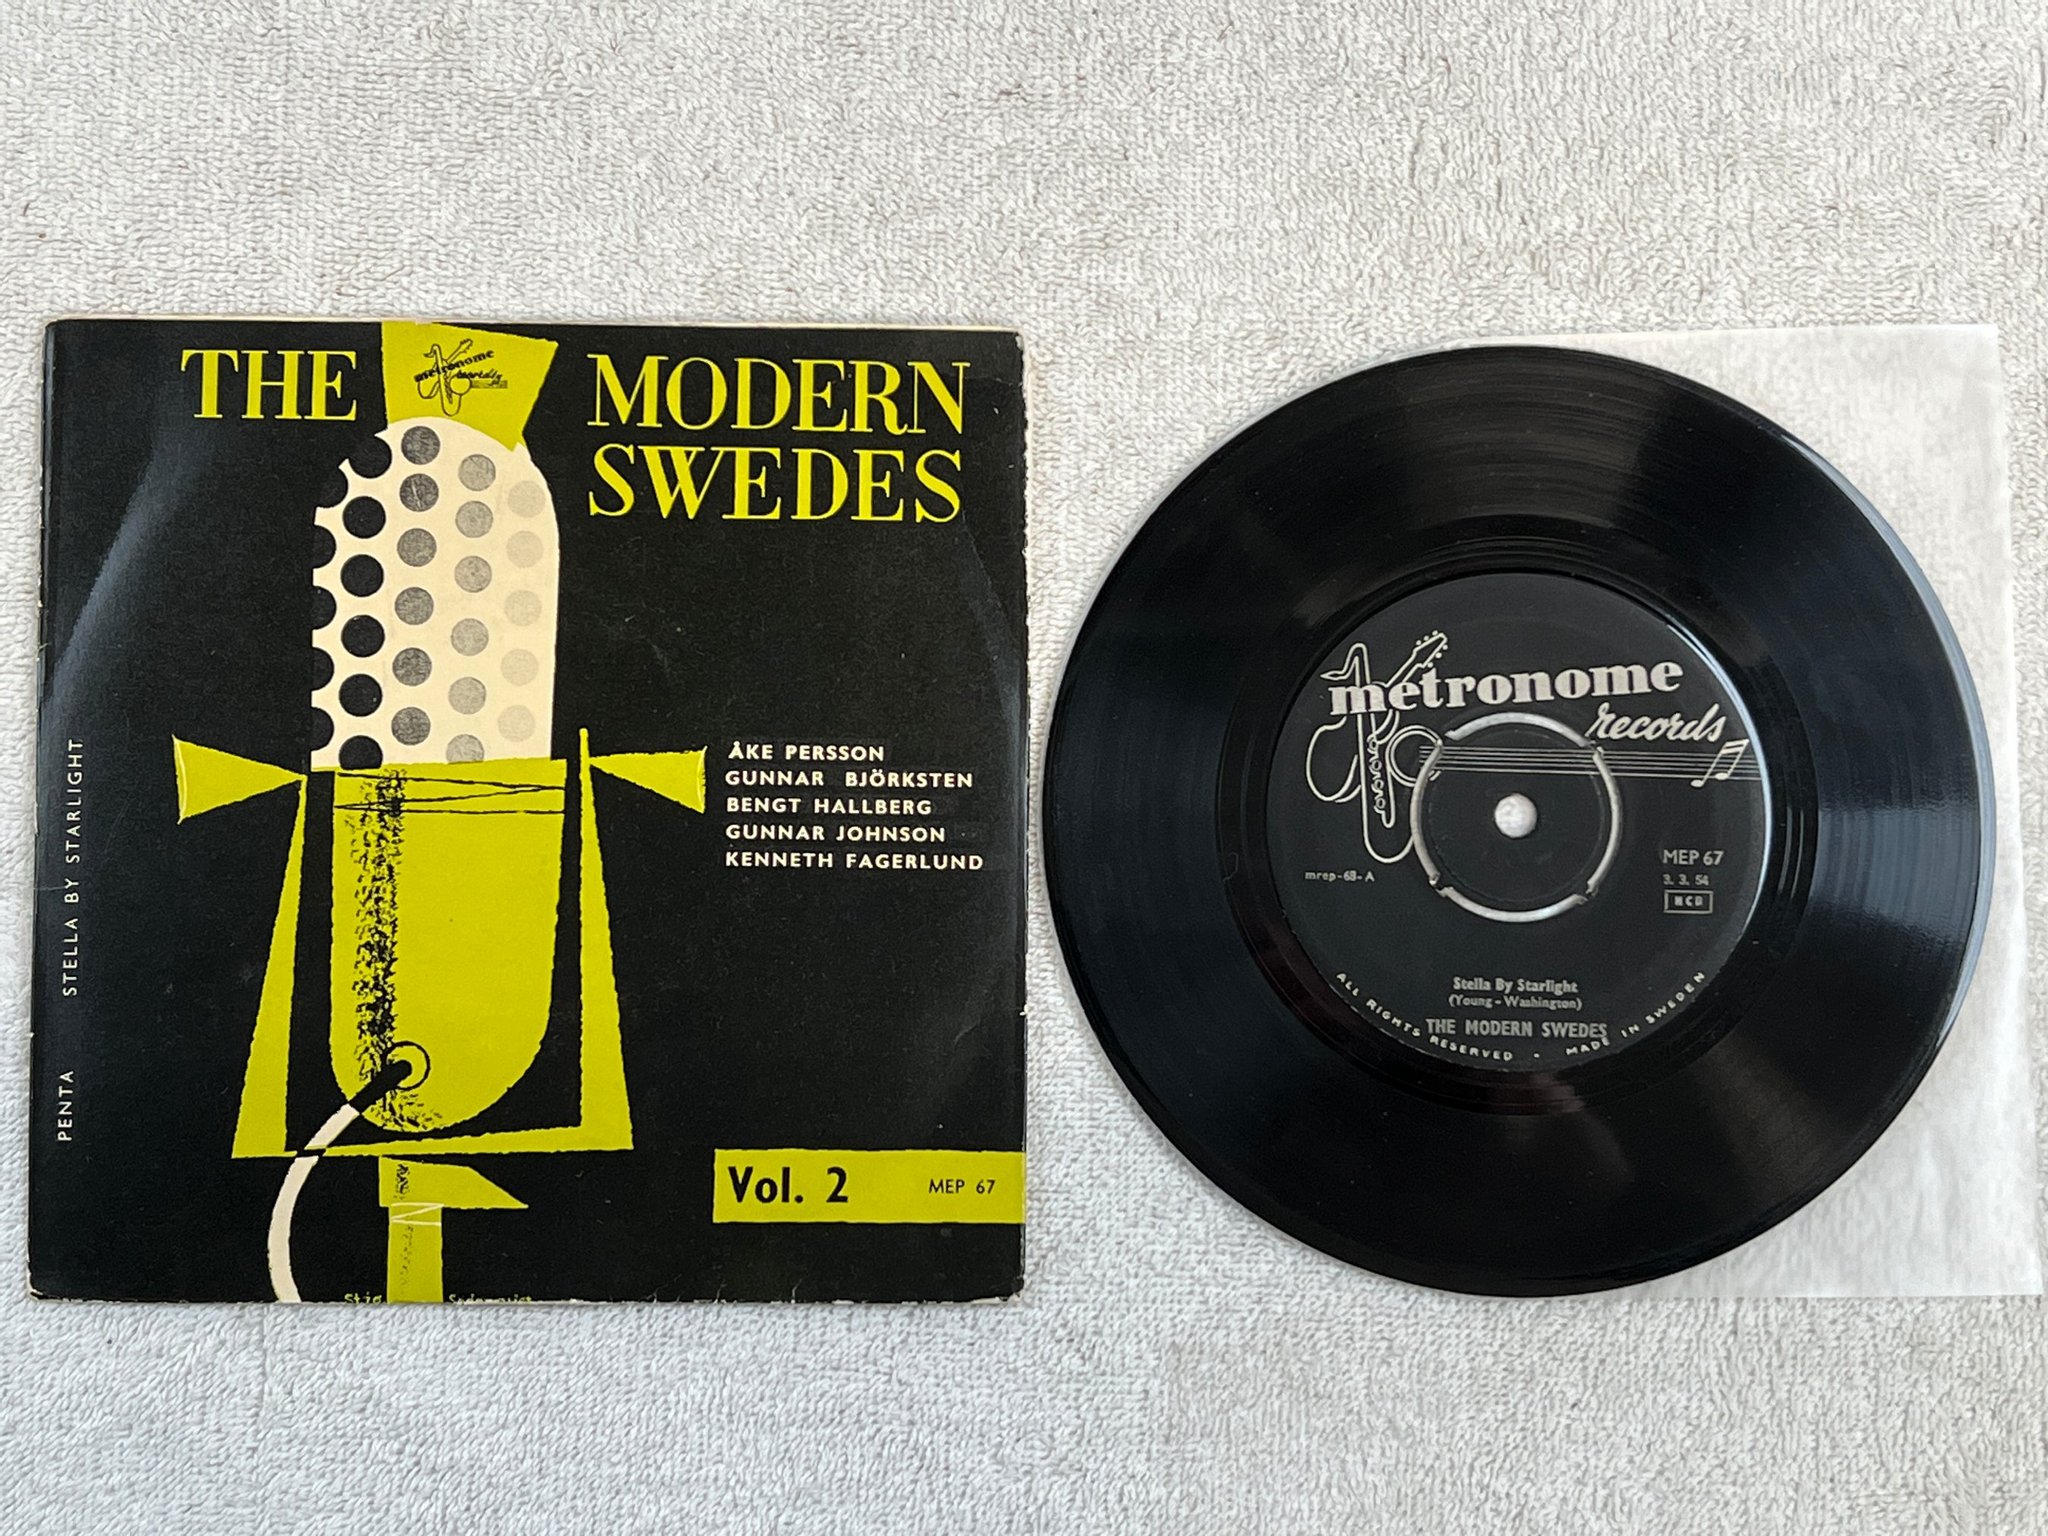 THE
MODERN
SWEDES
metronome
ÅKE PERSSON
GUNNAR BJÖRKSTEN
BENGT HALLBERG
GUNNAR JOHNSON
KENNETH FAGERLUND
PENTA STELLA BY STARLIGHT
Vol. 2 MEP 67
Stig
metronome
records
MEP 67
mrep-68-A
3. 3. 54
NCB
Stella By Starlight
(Young - Washington)
THE MODERN SWEDES
ALL RIGHTS RESERVED • MADE IN SWEDEN